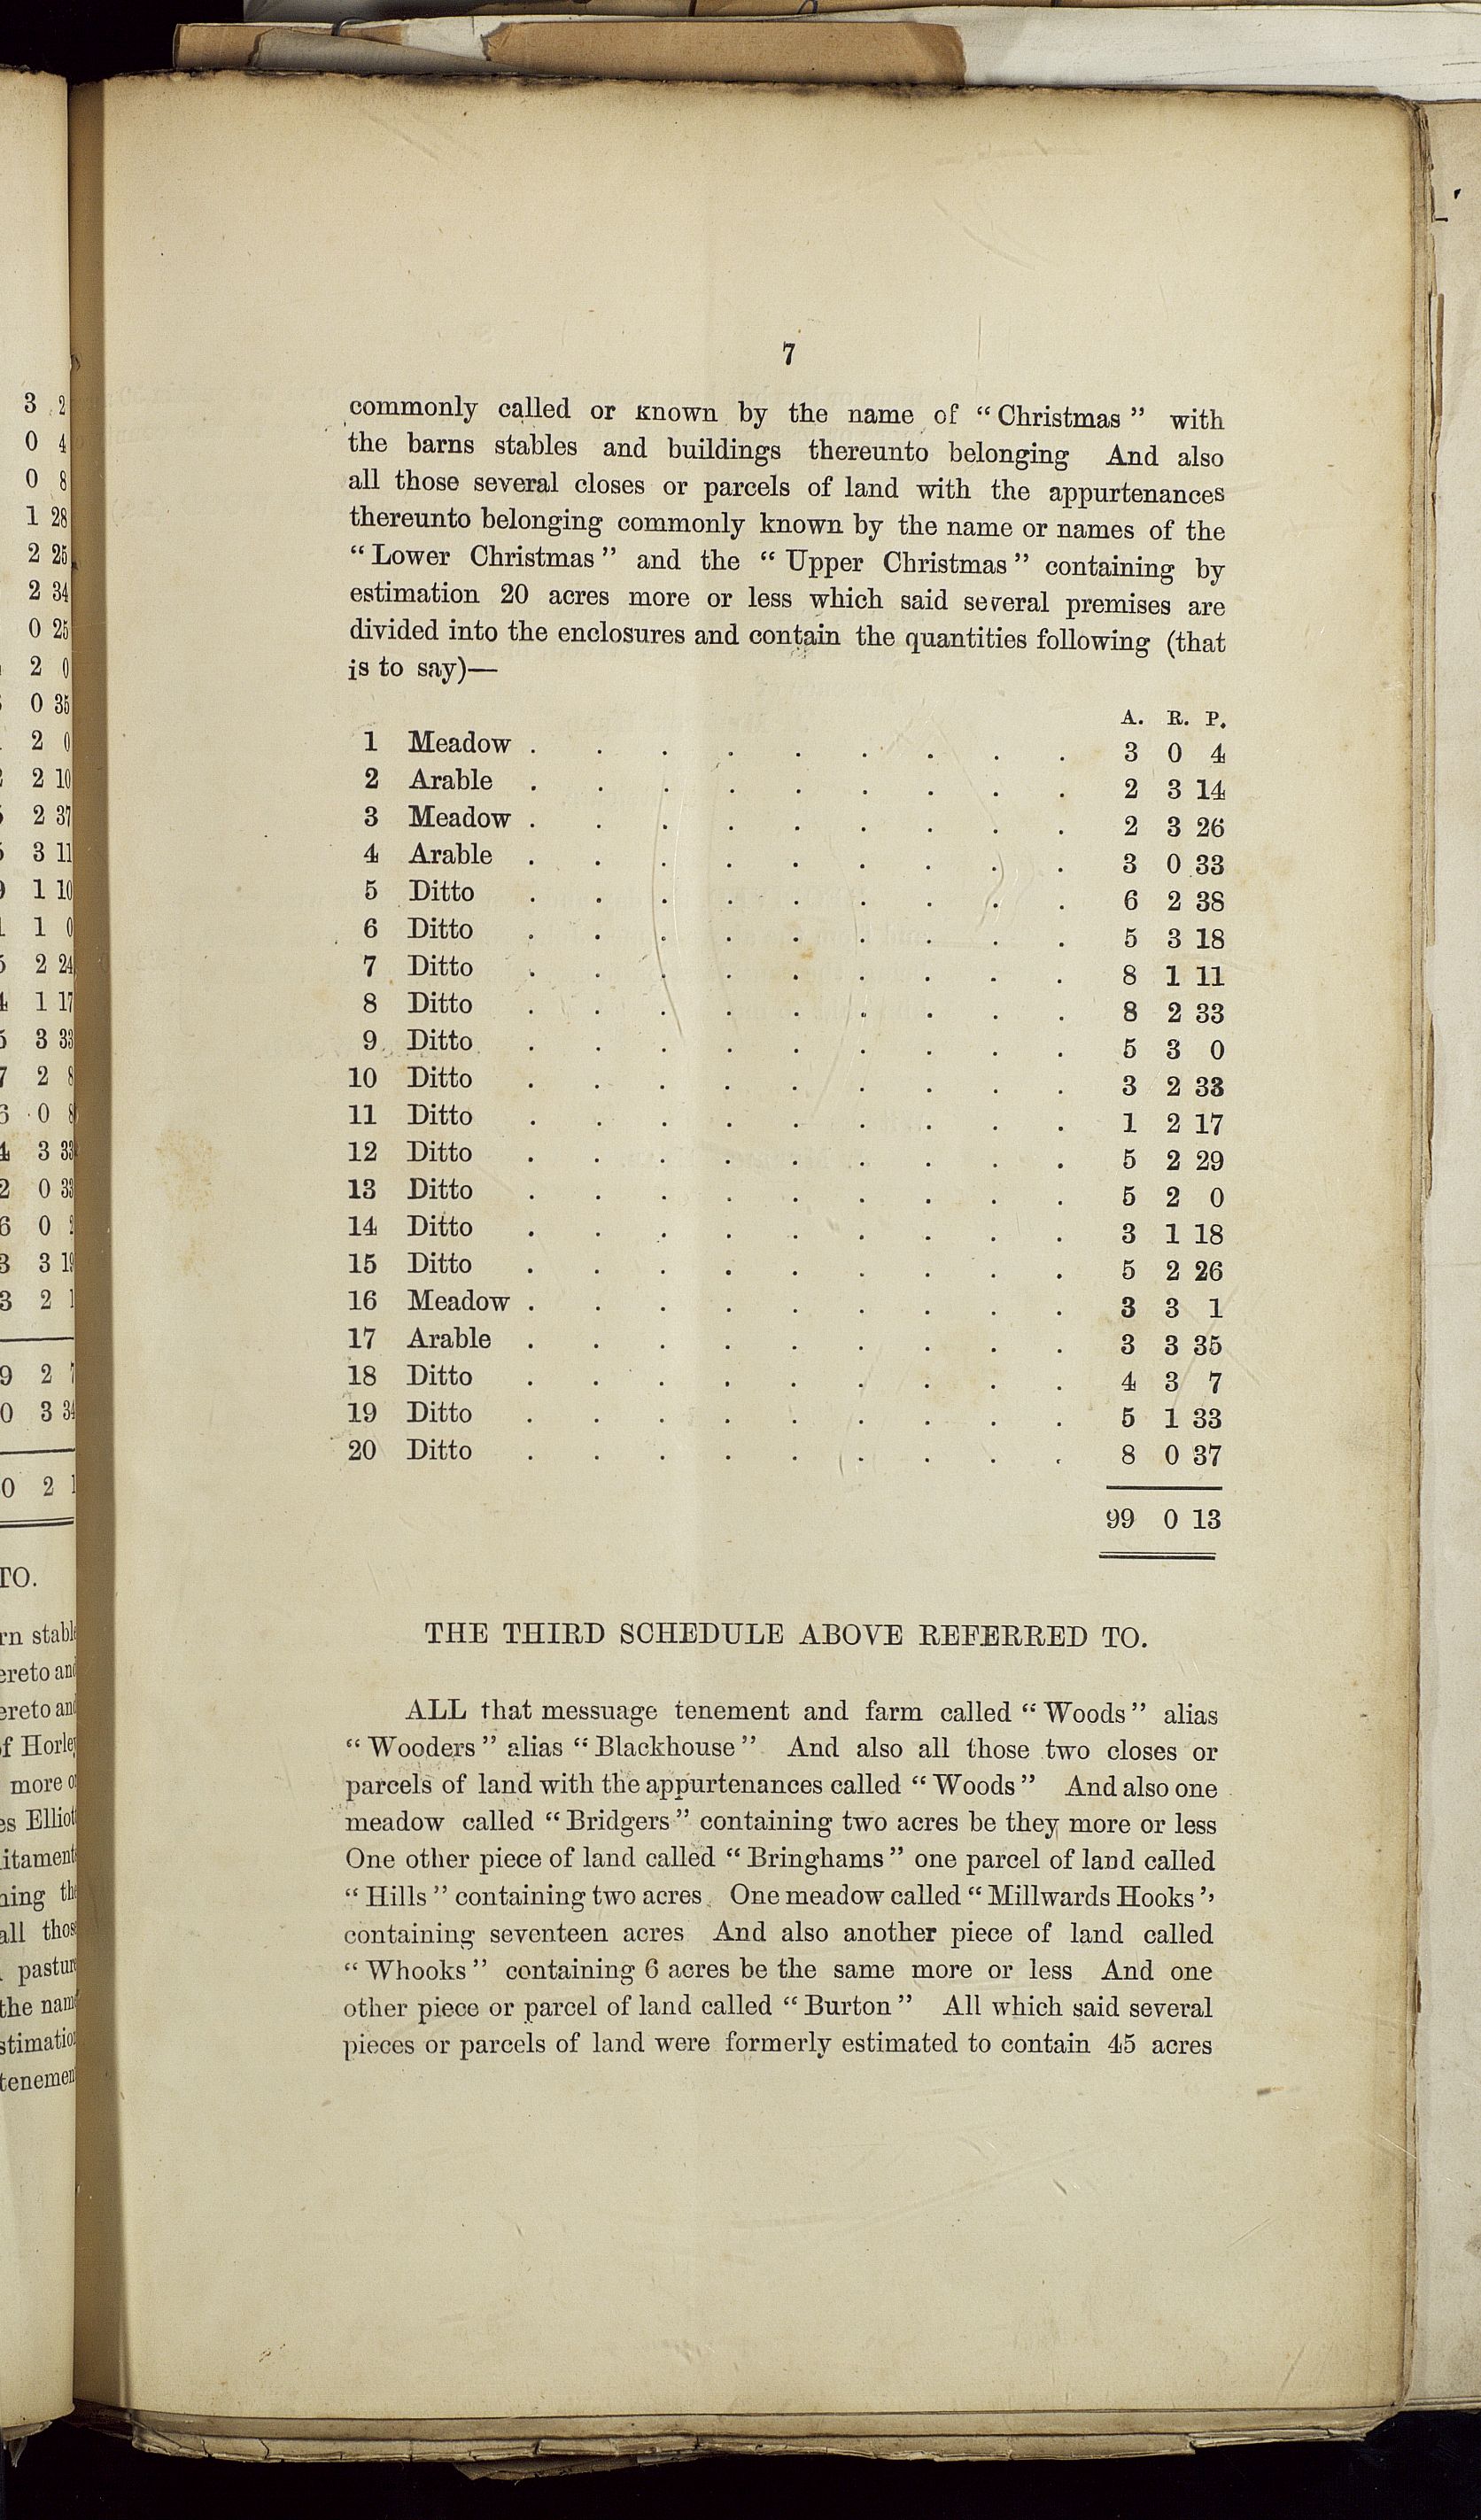 7
commonly called or known by the name of “Christmas” with
the barns stables and buildings thereunto belonging And also
all those several closes or parcels of land with the appurtenances
thereunto belonging commonly known by the name or names of the
“Lower Christmas” and the “Upper Christmas” containing by
estimation 20 acres more or less which said several premises are
divided into the enclosures and contain the quantities following (that
is to say)—
A. R. P.
1 Meadow . . . . . . . . . 3 0 4
2 Arable . . . . . . . . . 2 3 14
3 Meadow . . . . . . . . . 2 3 26
4 Arable . . . . . . . . . 3 0 33
5 Ditto . . . . . . . . . 6 2 38
6 Ditto . . . . . . . . . 5 3 18
7 Ditto . . . . . . . . . 8 1 11
8 Ditto . . . . . . . . . 8 2 33
9 Ditto . . . . . . . . . 5 3 0
10 Ditto . . . . . . . . . 3 2 33
11 Ditto . . . . . . . . . 1 2 17
12 Ditto . . . . . . . . . 5 2 29
13 Ditto . . . . . . . . . 5 2 0
14 Ditto . . . . . . . . . 3 1 18
15 Ditto . . . . . . . . . 5 2 26
16 Meadow . . . . . . . . . 3 3 1
17 Arable . . . . . . . . . 3 3 35
18 Ditto . . . . . . . . . 4 3 7
19 Ditto . . . . . . . . . 5 1 33
20 Ditto . . . . . . . . . 8 0 37
99 0 13
THE THIRD SCHEDULE ABOVE REFERRED TO.
ALL that messuage tenement and farm called “Woods” alias
“Wooders” alias “Blackhouse” And also all those two closes or
parcels of land with the appurtenances called “Woods” And also one
meadow called “Bridgers” containing two acres be they more or less
One other piece of land called “Bringhams” one parcel of land called
“Hills” containing two acres. One meadow called “Millwards Hooks”
containing seventeen acres And also another piece of land called
“Whooks” containing 6 acres be the same more or less And one
other piece or parcel of land called “Burton” All which said several
pieces or parcels of land were formerly estimated to contain 45 acres